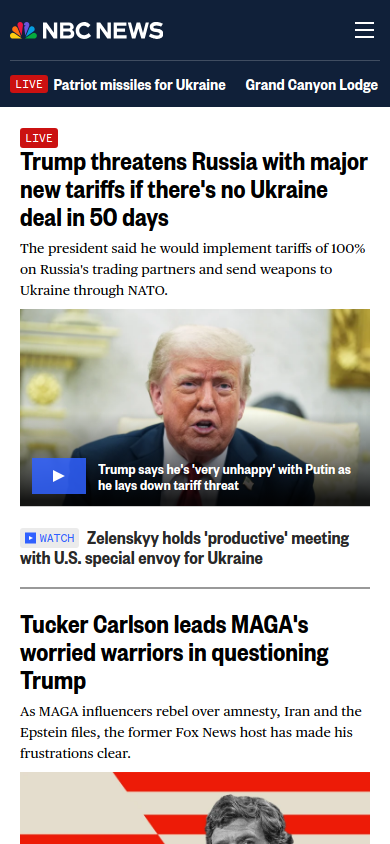 NBC NEWS
LIVE Patriot missiles for Ukraine Grand Canyon Lodge
LIVE
Trump threatens Russia with major
new tariffs if there's no Ukraine
deal in 50 days
The president said he would implement tariffs of 100%
on Russia's trading partners and send weapons to
Ukraine through NATO.
Trump says he's 'very unhappy' with Putin as
he lays down tariff threat
WATCH Zelenskyy holds 'productive' meeting
with U.S. special envoy for Ukraine
Tucker Carlson leads MAGA's
worried warriors in questioning
Trump
As MAGA influencers rebel over amnesty, Iran and the
Epstein files, the former Fox News host has made his
frustrations clear.